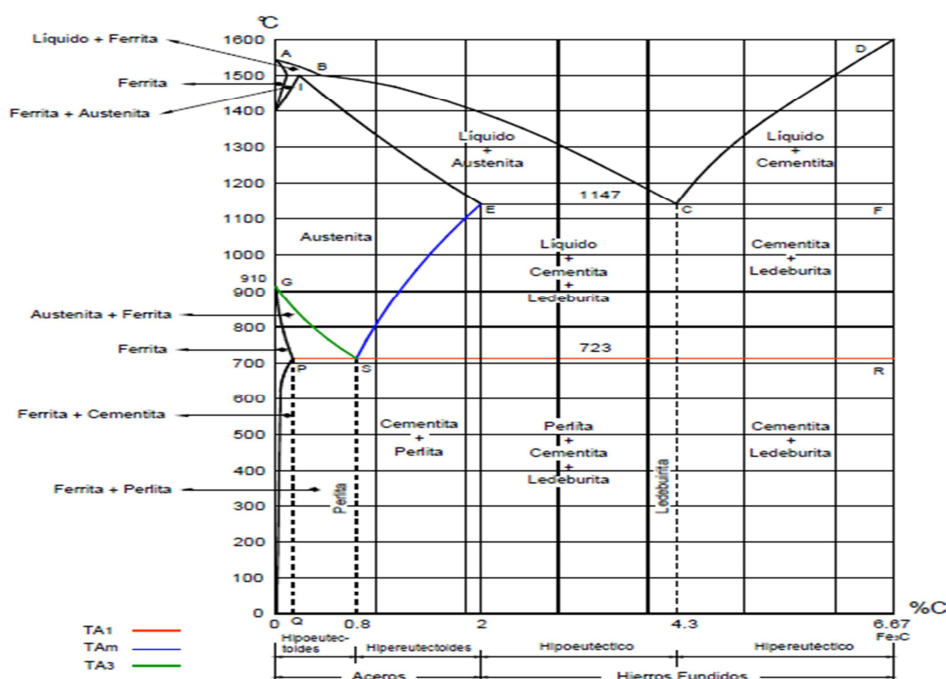 °C
1600
1500
1400
1300
1200
1100
910
900
800
700
600
500
400
300
200
100
0
Líquido + Ferrita
Ferrita
Ferrita + Austenita
Austenita + Ferrita
Ferrita
Ferrita + Cementita
Ferrita + Perlita
A
B
I
D
Líquido
+
Austenita
Líquido
+
Cementita
1147
E
C
F
Austenita
Líquido
+
Cementita
+
Ledeburita
Cementita
+
Ledeburita
G
723
P
S
R
Cementita
+
Perlita
Perlita
+
Cementita
+
Ledeburita
Cementita
+
Ledeburita
Perlita
Ledeburita
%C
0
Q
0.8
2
4.3
6.67
Fe₃C
TA1
TAm
TA3
Hipoeutec-
toides
Hipereutectoides
Hipoeutéctico
Hipereutéctico
Aceros
Hierros Fundidos